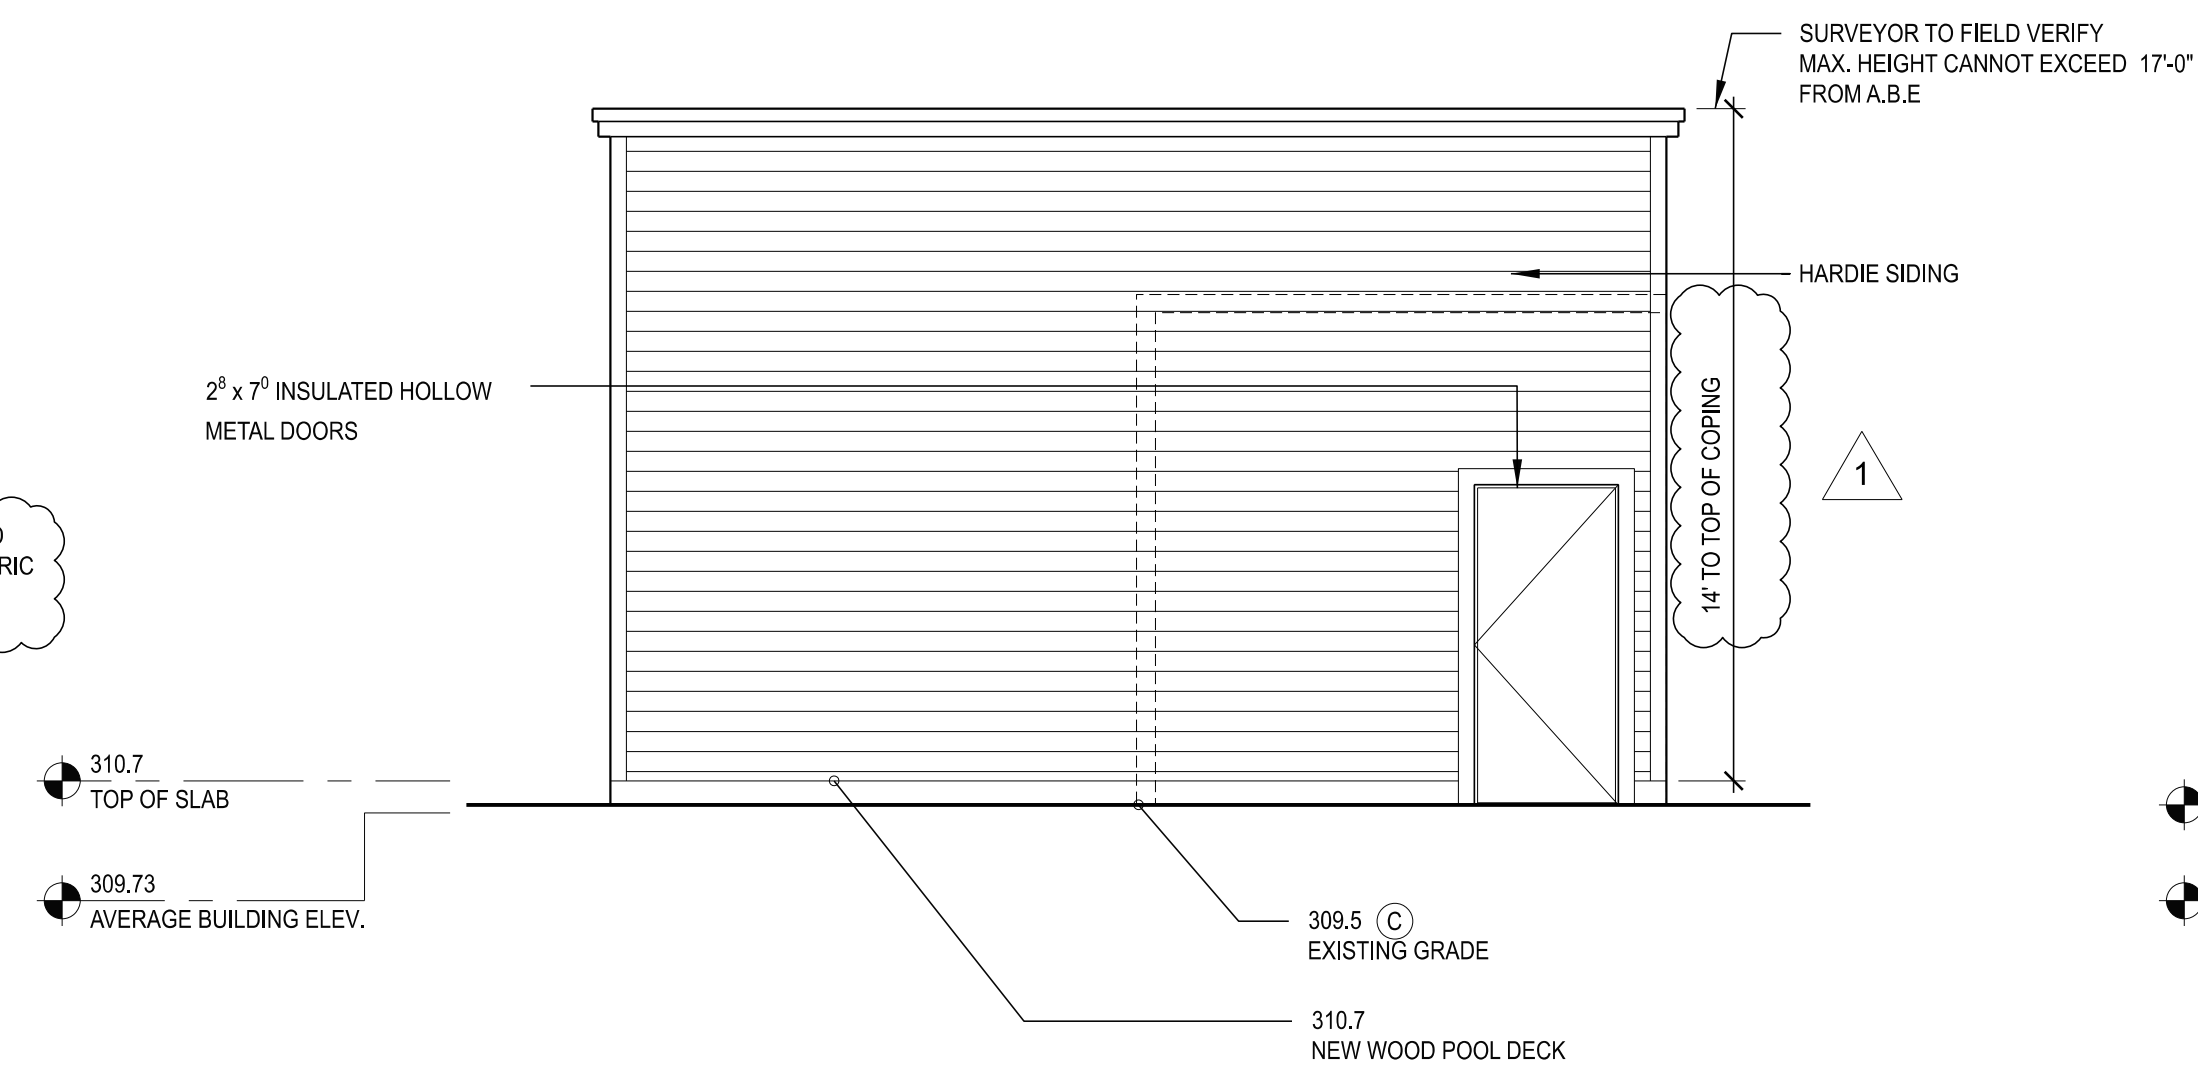 SURVEYOR TO FIELD VERIFY
MAX. HEIGHT CANNOT EXCEED 17'-0"
FROM A.B.E
HARDIE SIDING
2⁸ x 7⁰ INSULATED HOLLOW
METAL DOORS
14' TO TOP OF COPING
1
RIC
310.7
TOP OF SLAB
309.73
AVERAGE BUILDING ELEV.
309.5 C
EXISTING GRADE
310.7
NEW WOOD POOL DECK